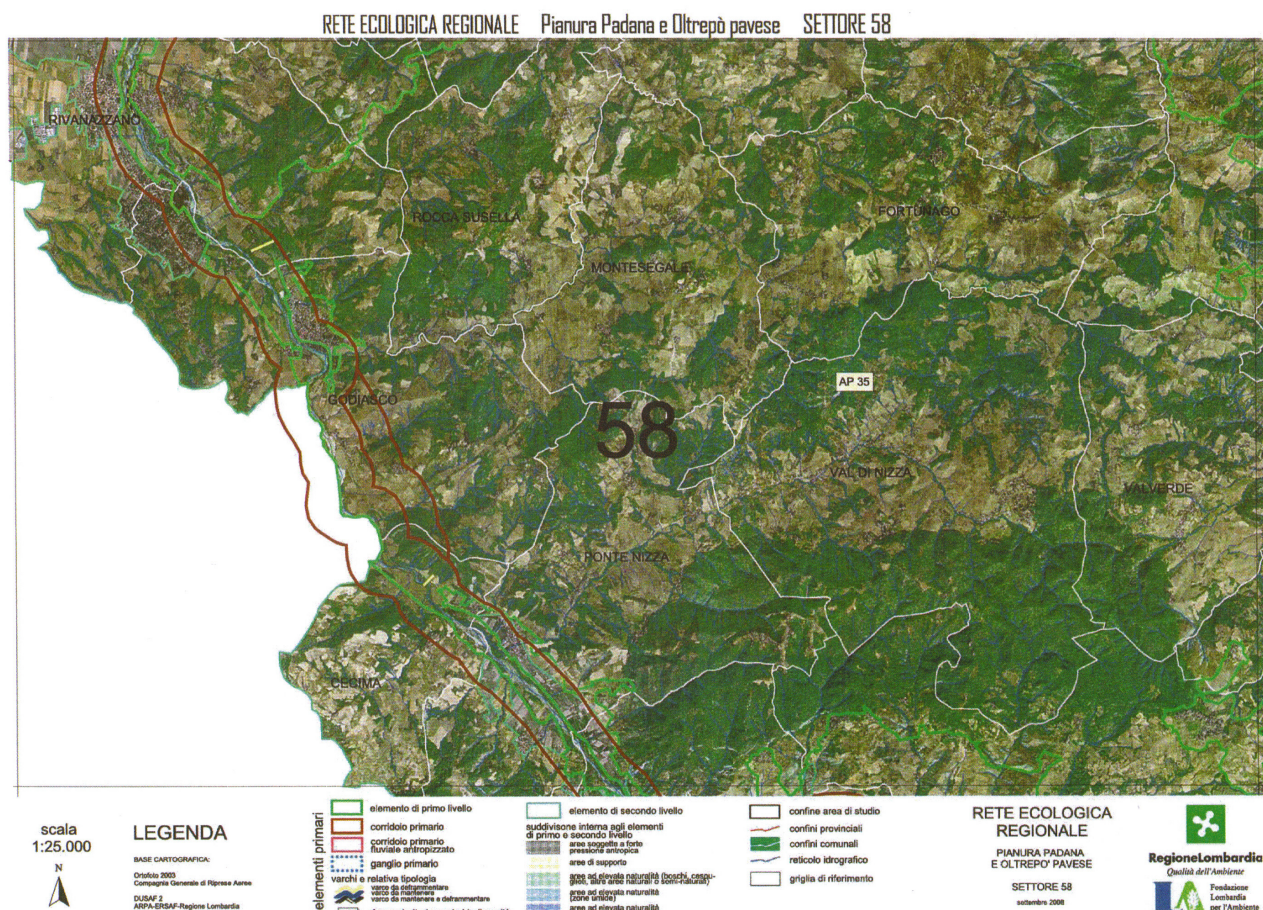 RETE ECOLOGICA REGIONALE Pianura Padana e Oltrepò pavese SETTORE 58
RIVANAZZANO
ROCCA SUSELLA
FORTUNAGO
MONTESEGALE
AP 35
GODIASCO
58
VAL DI NIZZA
VALVERDE
PONTE NIZZA
CECIMA
scala
1:25.000
N
LEGENDA
BASE CARTOGRAFICA:
Ortofoto 2003
Compagnia Generale di Riprese Aeree
DUSAF 2
ARPA-ERSAF-Regione Lombardia
elementi primari
elemento di primo livello
corridoio primario
corridoio primario
fluviale antropizzato
ganglio primario
varchi e relativa tipologia
varco da deframmentare
varco da mantenere
varco da mantenere e deframmentare
elemento di secondo livello
suddivisone interna agli elementi
di primo e secondo livello
aree soggette a forte
pressione antropica
aree di supporto
aree ad elevata naturalità (boschi, cespu-
glieti, altre aree naturali o semi-naturali)
aree ad elevata naturalità
(zone umide)
aree ad elevata naturalità
confine area di studio
confini provinciali
confini comunali
reticolo idrografico
griglia di riferimento
RETE ECOLOGICA
REGIONALE
PIANURA PADANA
E OLTREPO' PAVESE
SETTORE 58
settembre 2008
RegioneLombardia
Qualità dell'Ambiente
Fondazione
Lombardia
per l'Ambiente